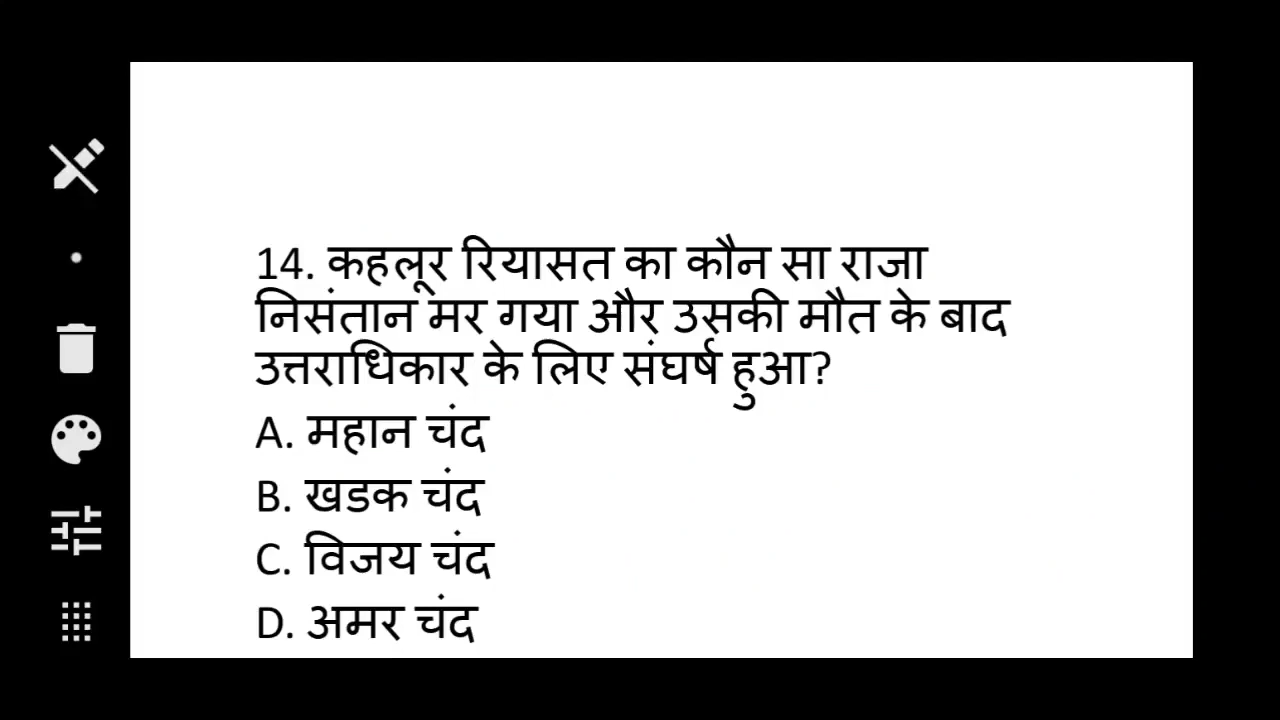 14. कहलूर रियासत का कौन सा राजा
निसंतान मर गया और उसकी मौत के बाद
उत्तराधिकार के लिए संघर्ष हुआ?
A. महान चंद
B. खडक चंद
C. विजय चंद
D. अमर चंद